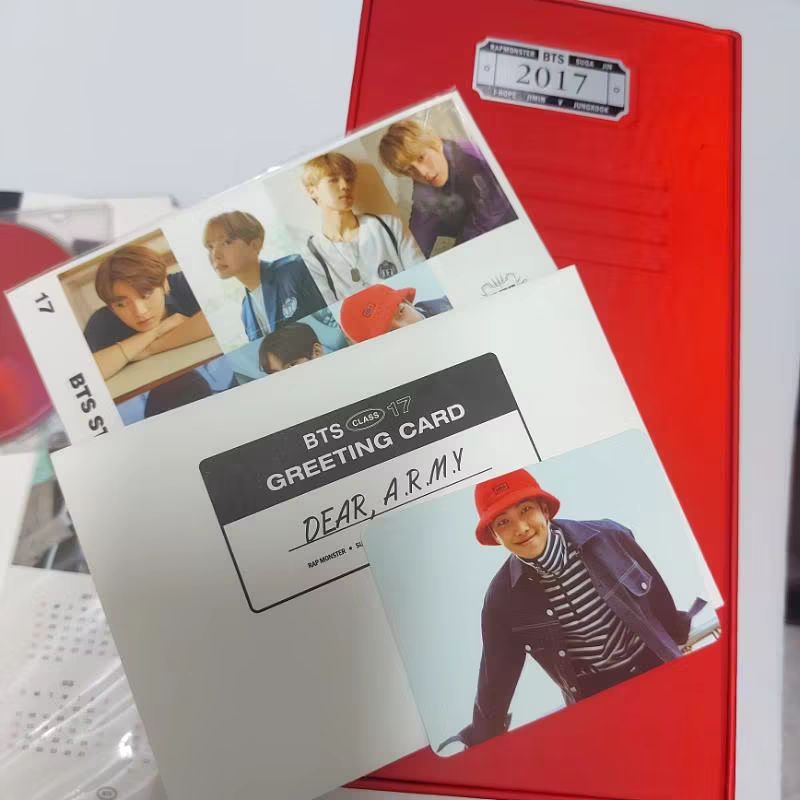 RAPMONSTER BTS SUGA JIN
2017
J-HOPE JIMIN V JUNGKOOK
17
BTS
BTS CLASS 17
GREETING CARD
DEAR, A.R.M.Y
RAP MONSTER •